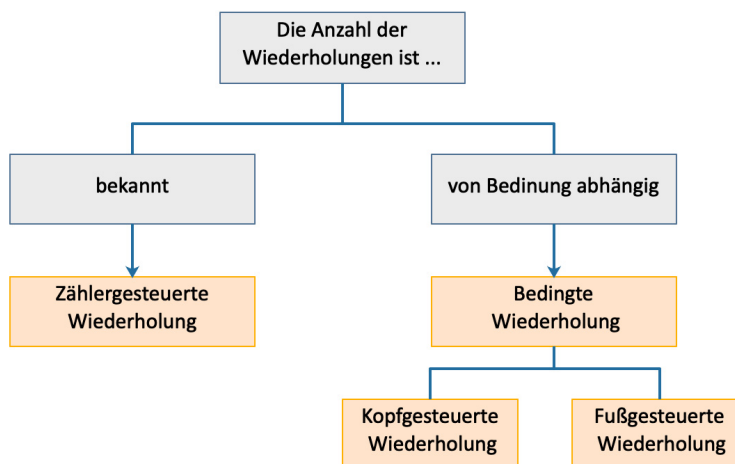 Die Anzahl der
Wiederholungen ist ...
bekannt
von Bedinung abhängig
Zählergesteuerte
Wiederholung
Bedingte
Wiederholung
Kopfgesteuerte
Wiederholung
Fußgesteuerte
Wiederholung